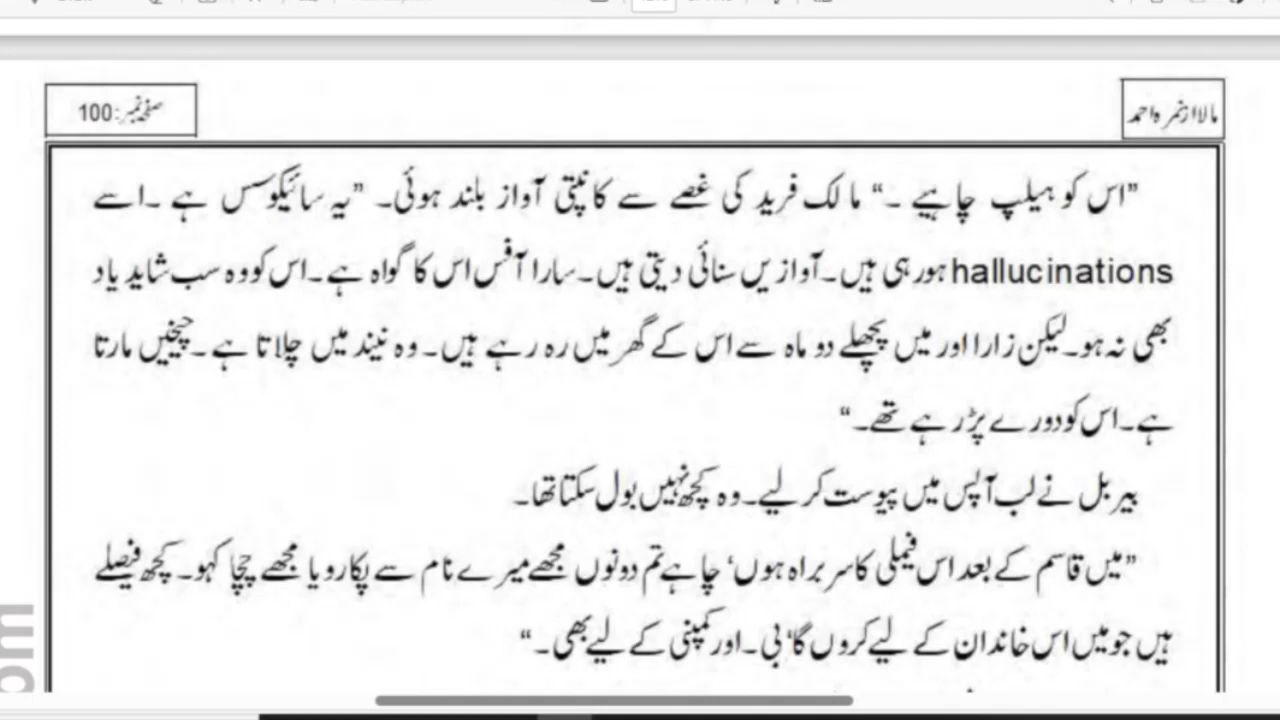 مالا از نمرہ احمد
صفحہ نمبر: 100
”اس کو ہیلپ چاہیے ۔“ مالک فرید کی غصے سے کانپتی آواز بلند ہوئی۔ ”یہ سائیکوسس ہے ۔اسے
hallucinations ہو رہی ہیں۔ آوازیں سنائی دیتی ہیں۔ سارا آفس اس کا گواہ ہے۔ اس کو وہ سب شاید یاد
بھی نہ ہو۔ لیکن زارا اور میں پچھلے دو ماہ سے اس کے گھر میں رہ رہے ہیں۔ وہ نیند میں چلاتا ہے۔ چیخیں مارتا
ہے۔ اس کو دورے پڑ رہے تھے۔“
بیربل نے لب آپس میں پیوست کر لیے۔ وہ کچھ نہیں بول سکتا تھا۔
”میں قاسم کے بعد اس فیملی کا سربراہ ہوں‘ چاہے تم دونوں مجھے میرے نام سے پکارو یا مجھے چچا کہو۔ کچھ فیصلے
ہیں جو میں اس خاندان کے لیے کروں گا‘ بی۔ اور کمپنی کے لیے بھی۔“
om